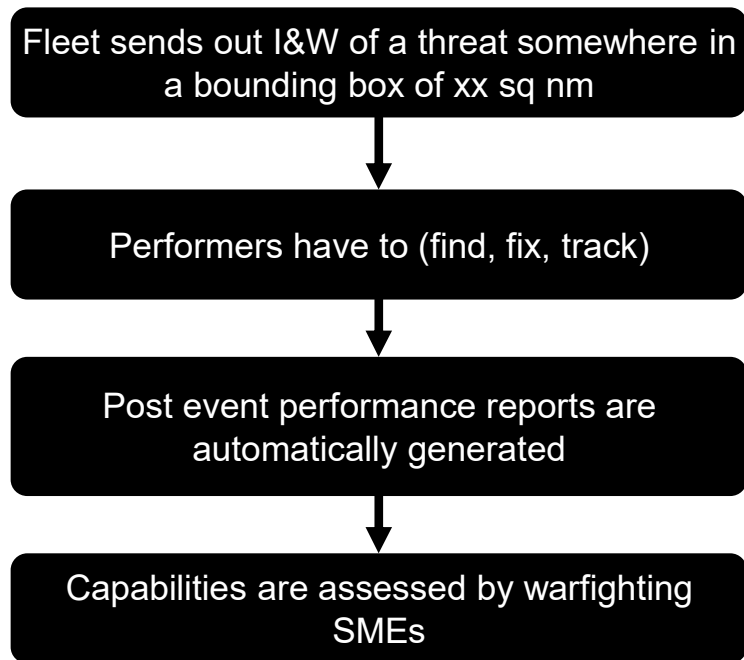 Fleet sends out I&W of a threat somewhere in
a bounding box of xx sq nm
Performers have to (find, fix, track)
Post event performance reports are
automatically generated
Capabilities are assessed by warfighting
SMEs